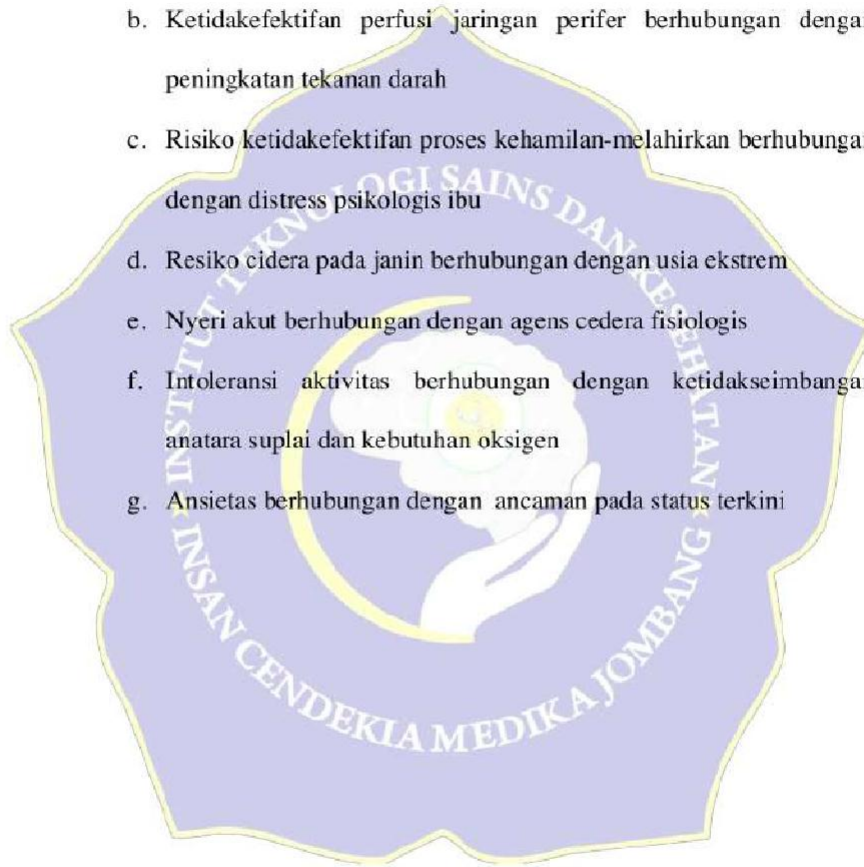 b. Ketidakefektifan perfusi jaringan perifer berhubungan denga
peningkatan tekanan darah
c. Risiko ketidakefektifan proses kehamilan-melahirkan berhubunga
dengan distress psikologis ibu
d. Resiko cidera pada janin berhubungan dengan usia ekstrem
e. Nyeri akut berhubungan dengan agens cedera fisiologis
f. Intoleransi aktivitas berhubungan dengan ketidakseimbanga
anatara suplai dan kebutuhan oksigen
g. Ansietas berhubungan dengan ancaman pada status terkini
INSTITUT TEKNOLOGI SAINS DAN KESEHATAN
INSAN CENDEKIA MEDIKA JOMBANG